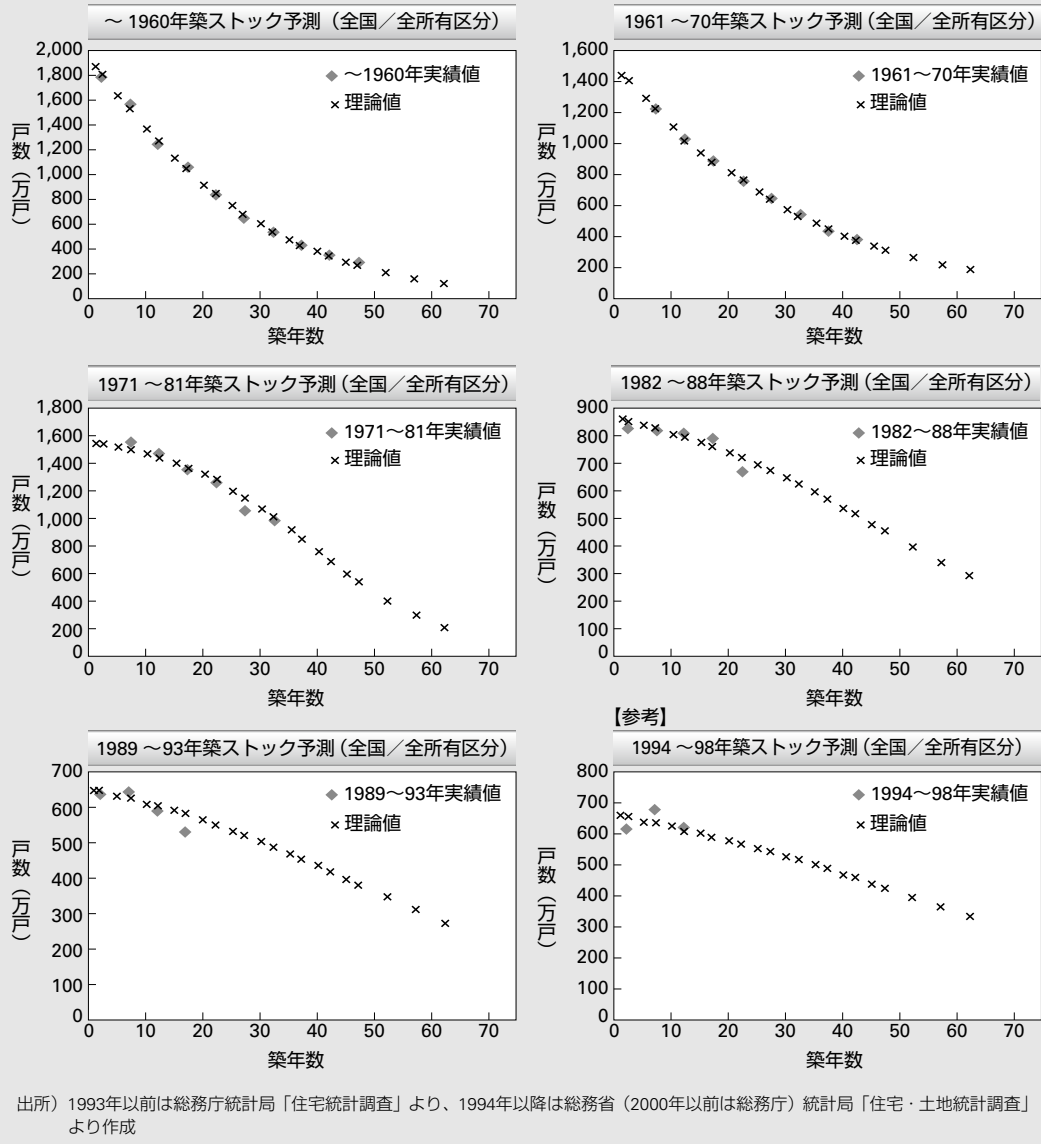 ～1960年築ストック予測（全国／全所有区分）
2,000
1,800
1,600
1,400
1,200
1,000
800
600
400
200
0
戸数（万戸）
◆ ～1960年実績値
× 理論値
0 10 20 30 40 50 60 70
築年数
1961～70年築ストック予測（全国／全所有区分）
1,600
1,400
1,200
1,000
800
600
400
200
0
戸数（万戸）
◆ 1961～70年実績値
× 理論値
0 10 20 30 40 50 60 70
築年数
1971～81年築ストック予測（全国／全所有区分）
1,800
1,600
1,400
1,200
1,000
800
600
400
200
0
戸数（万戸）
◆ 1971～81年実績値
× 理論値
0 10 20 30 40 50 60 70
築年数
1982～88年築ストック予測（全国／全所有区分）
900
800
700
600
500
400
300
200
100
0
戸数（万戸）
◆ 1982～88年実績値
× 理論値
0 10 20 30 40 50 60 70
築年数
1989～93年築ストック予測（全国／全所有区分）
700
600
500
400
300
200
100
0
戸数（万戸）
◆ 1989～93年実績値
× 理論値
0 10 20 30 40 50 60 70
築年数
【参考】
1994～98年築ストック予測（全国／全所有区分）
800
700
600
500
400
300
200
100
0
戸数（万戸）
◆ 1994～98年実績値
× 理論値
0 10 20 30 40 50 60 70
築年数
出所）1993年以前は総務庁統計局「住宅統計調査」より、1994年以降は総務省（2000年以前は総務庁）統計局「住宅・土地統計調査」
より作成